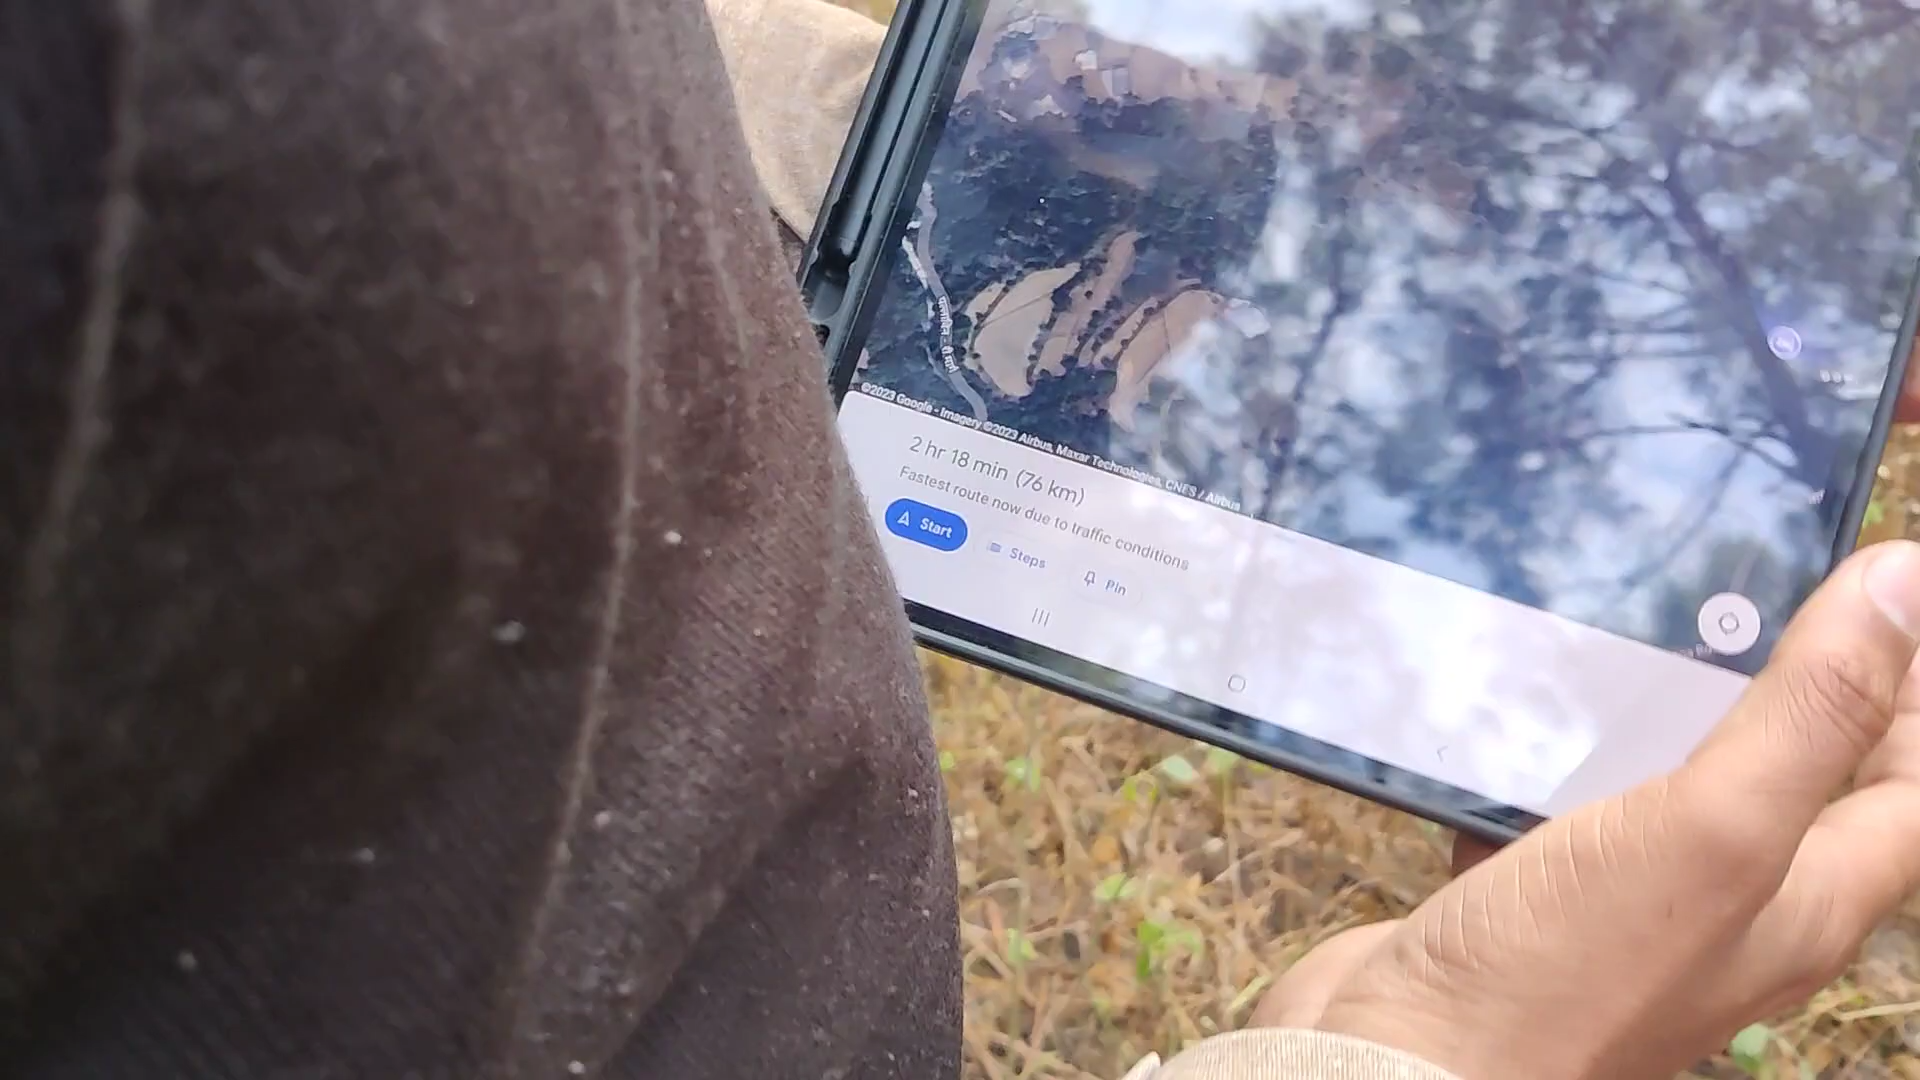 ©2023 Google - Imagery ©2023 Airbus, Maxar Technologies, CNES / Airbus
2 hr 18 min (76 km)
Fastest route now due to traffic conditions
Start
Steps
Pin